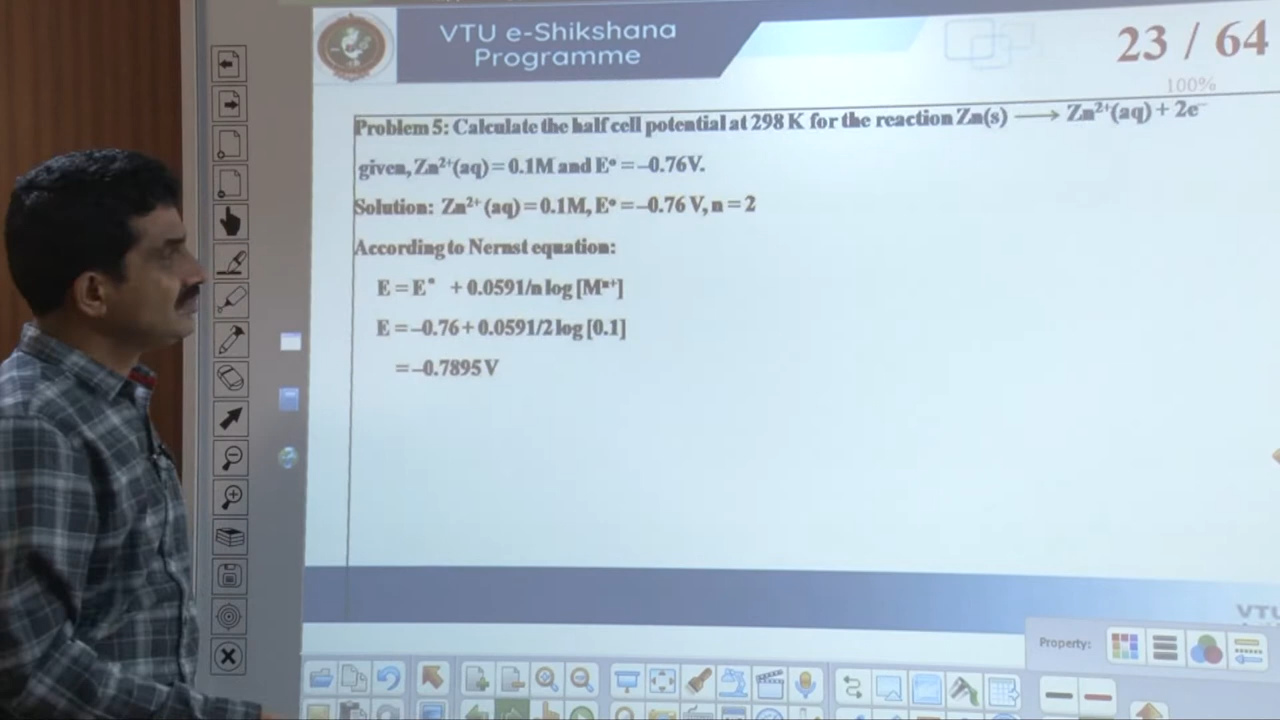 VTU e-Shikshana
Programme
23 / 64
100%
Problem 5: Calculate the half cell potential at 298 K for the reaction Zn(s) ⟶ Zn²⁺(aq) + 2e⁻
given, Zn²⁺(aq) = 0.1M and E° = –0.76V.
Solution: Zn²⁺ (aq) = 0.1M, E° = –0.76 V, n = 2
According to Nernst equation:
E = E° + 0.0591/n log [Mⁿ⁺]
E = –0.76 + 0.0591/2 log [0.1]
= –0.7895 V
VTU
Property: